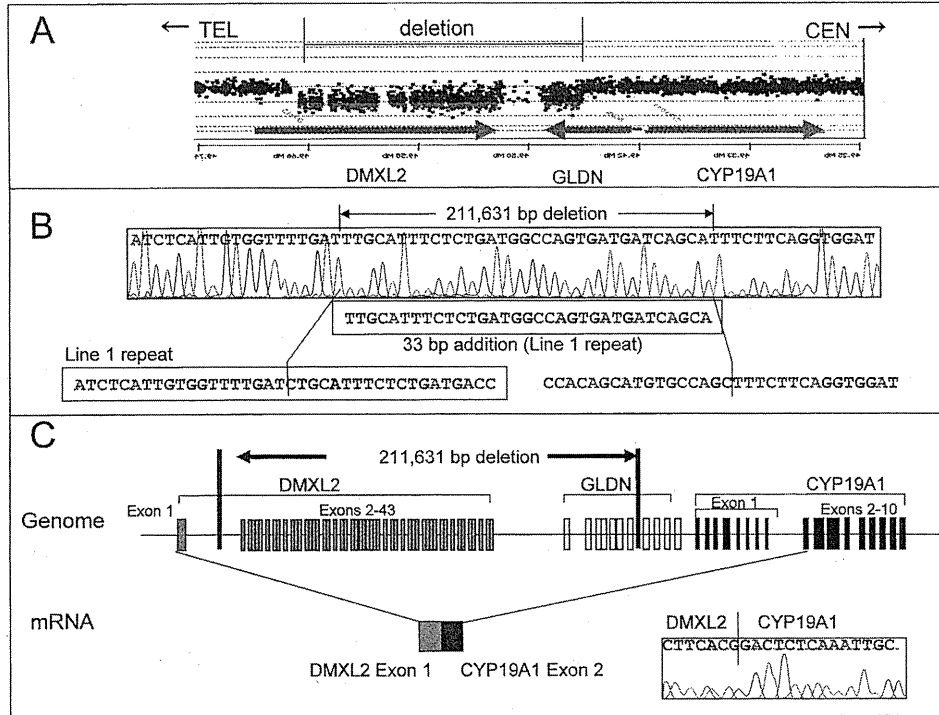 A
← TEL
deletion
CEN →
DMXL2
GLDN
CYP19A1
B
211,631 bp deletion
ATCTCATTGTGGTTTTGATTTGCATTTCTCTGATGGCCAGTGATGATCAGCATTTCTTCAGGTGGAT
TTGCATTTCTCTGATGGCCAGTGATGATCAGCA
33 bp addition (Line 1 repeat)
Line 1 repeat
ATCTCATTGTGGTTTTGATCTGCATTTCTCTGATGACC
CCACAGCATGTGCCAGCTTTCTTCAGGTGGAT
C
211,631 bp deletion
DMXL2
GLDN
CYP19A1
Genome
Exon 1
Exons 2-43
Exon 1
Exons 2-10
mRNA
DMXL2 Exon 1
CYP19A1 Exon 2
DMXL2
CYP19A1
CTTCACGGACTCTCAAATTGC.